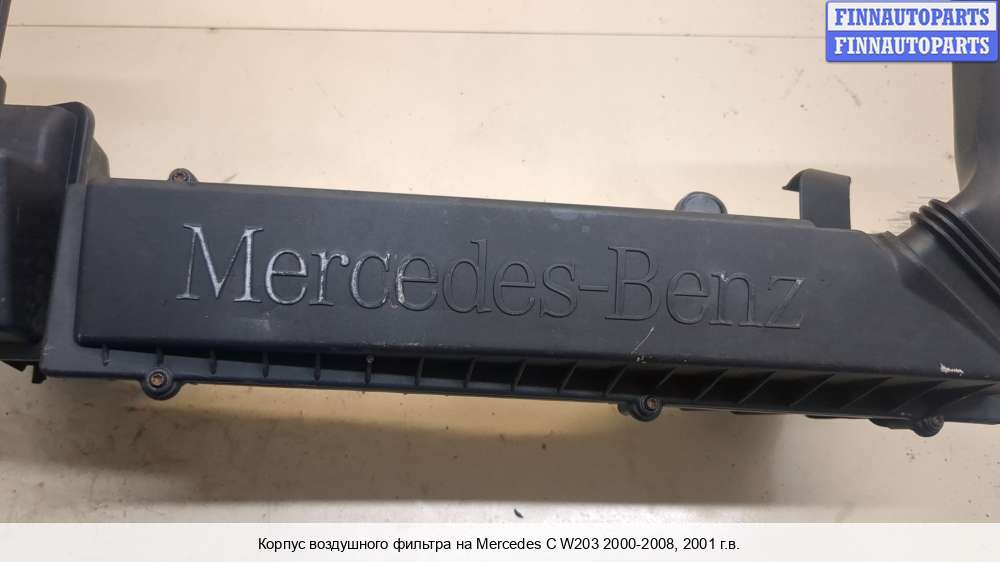 FINNAUTOPARTS
FINNAUTOPARTS
Mercedes-Benz
Корпус воздушного фильтра на Mercedes C W203 2000-2008, 2001 г.в.